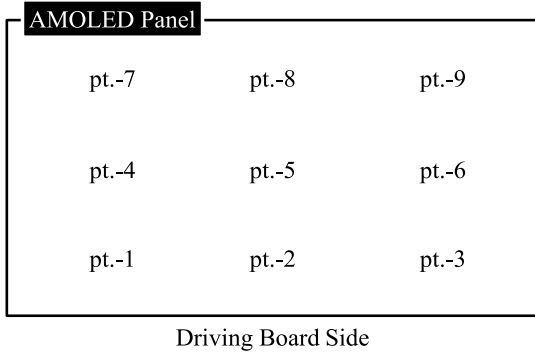 AMOLED Panel
pt.-7 pt.-8 pt.-9
pt.-4 pt.-5 pt.-6
pt.-1 pt.-2 pt.-3
Driving Board Side